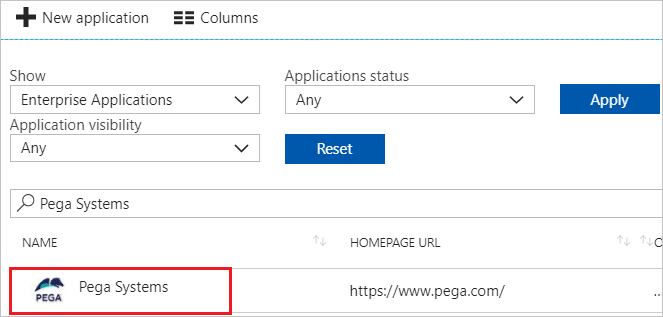 New application Columns
Show Applications status
Enterprise Applications Any Apply
Application visibility
Any Reset
Pega Systems
NAME HOMEPAGE URL O
PEGA Pega Systems https://www.pega.com/ ..